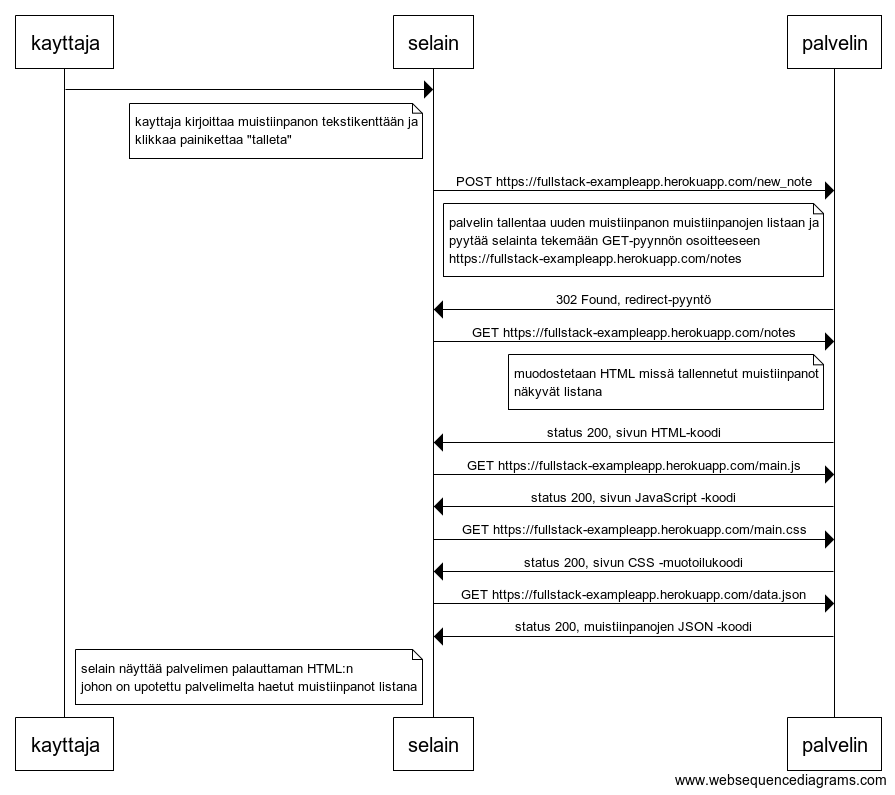 kayttaja
selain
palvelin
kayttaja kirjoittaa muistiinpanon tekstikenttään ja
klikkaa painikettaa "talleta"
POST https://fullstack-exampleapp.herokuapp.com/new_note
palvelin tallentaa uuden muistiinpanon muistiinpanojen listaan ja
pyytää selainta tekemään GET-pyynnön osoitteeseen
https://fullstack-exampleapp.herokuapp.com/notes
302 Found, redirect-pyyntö
GET https://fullstack-exampleapp.herokuapp.com/notes
muodostetaan HTML missä tallennetut muistiinpanot
näkyvät listana
status 200, sivun HTML-koodi
GET https://fullstack-exampleapp.herokuapp.com/main.js
status 200, sivun JavaScript -koodi
GET https://fullstack-exampleapp.herokuapp.com/main.css
status 200, sivun CSS -muotoilukoodi
GET https://fullstack-exampleapp.herokuapp.com/data.json
status 200, muistiinpanojen JSON -koodi
selain näyttää palvelimen palauttaman HTML:n
johon on upotettu palvelimelta haetut muistiinpanot listana
kayttaja
selain
palvelin
www.websequencediagrams.com